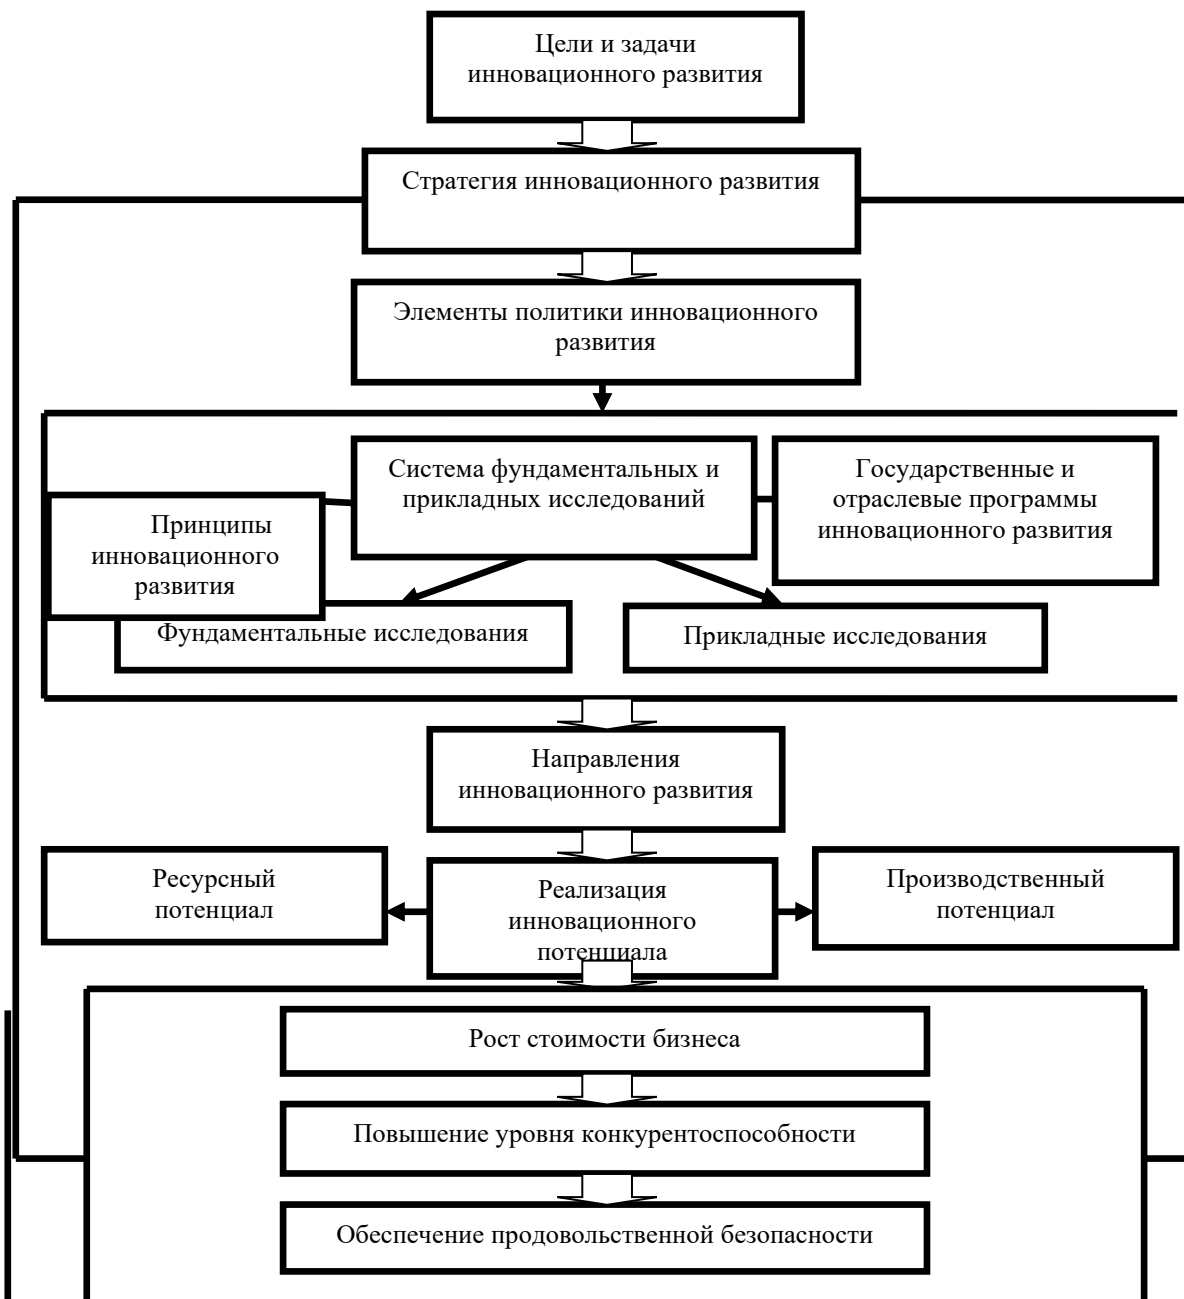 Цели и задачи
инновационного развития
Стратегия инновационного развития
Элементы политики инновационного
развития
Система фундаментальных и
прикладных исследований
Государственные и
отраслевые программы
инновационного развития
Принципы
инновационного
развития
Фундаментальные исследования
Прикладные исследования
Направления
инновационного развития
Ресурсный
потенциал
Реализация
инновационного
потенциала
Производственный
потенциал
Рост стоимости бизнеса
Повышение уровня конкурентоспособности
Обеспечение продовольственной безопасности